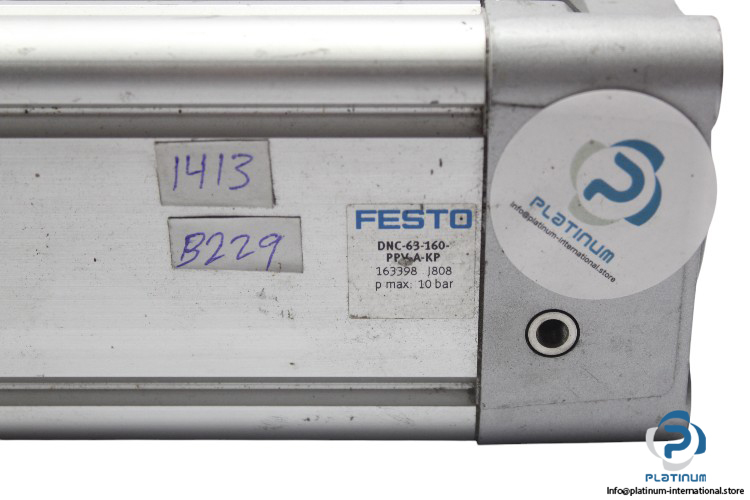 1413
B229
FESTO
DNC-63-160-
PPV-A-KP
163398 J808
p max. 10 bar
PLATINUM
info@platinum-international.store
PLATINUM
Info@platinum-international.store